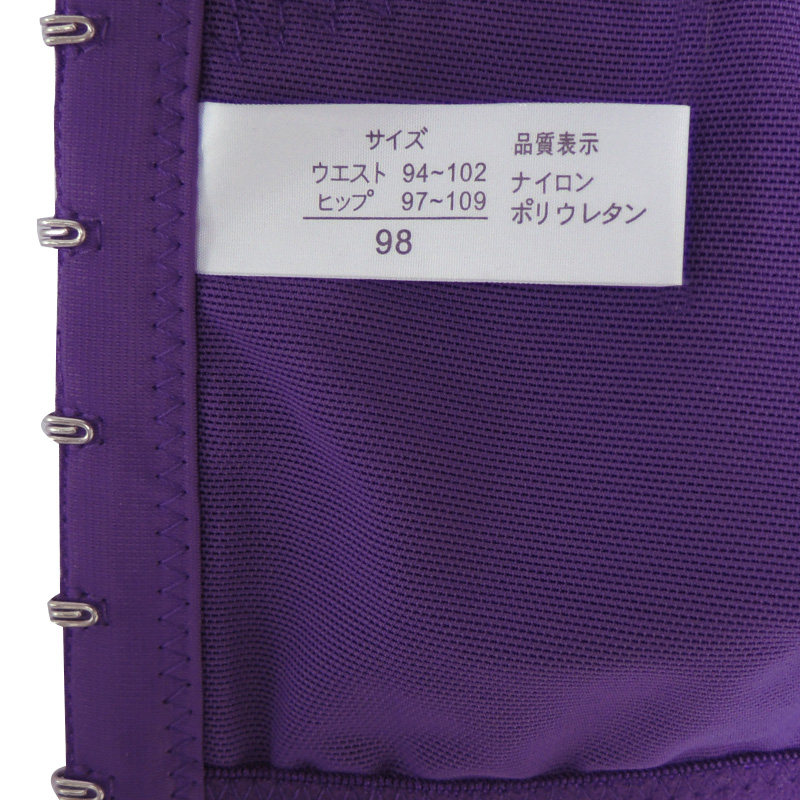 サイズ
ウエスト 94~102
ヒップ 97~109
98
品質表示
ナイロン
ポリウレタン